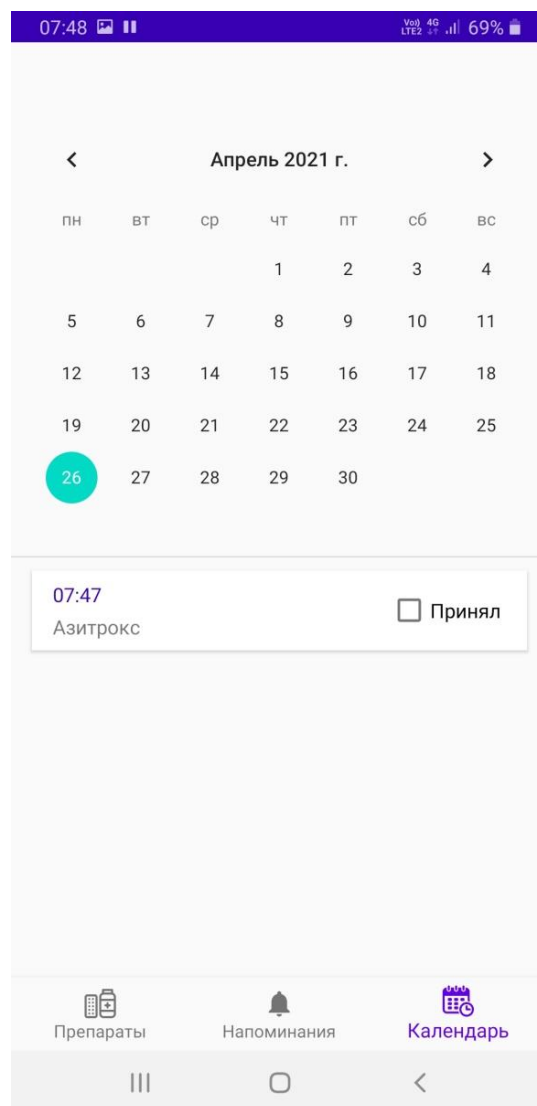 07:48 Vo)) LTE2 4G 69%
< Апрель 2021 г. >
пн вт ср чт пт сб вс
1 2 3 4
5 6 7 8 9 10 11
12 13 14 15 16 17 18
19 20 21 22 23 24 25
26 27 28 29 30
07:47
Азитрокс
Принял
Препараты Напоминания Календарь